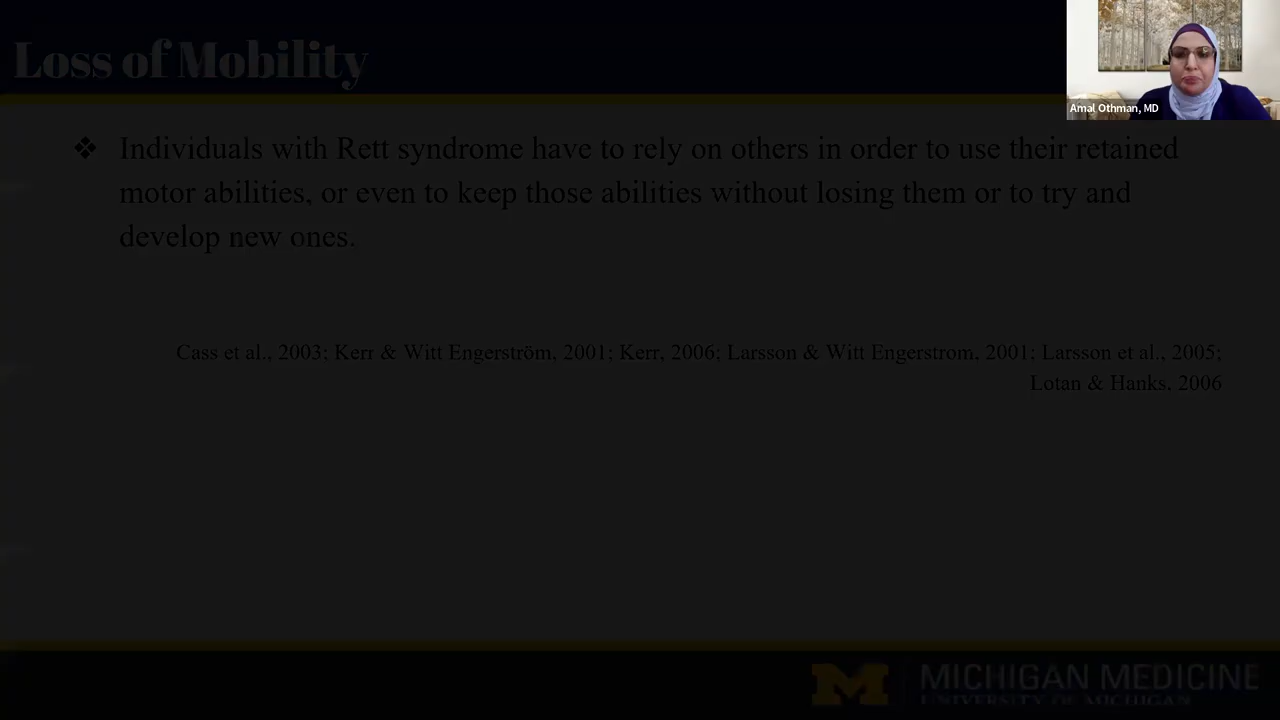 Loss of Mobility
Amal Othman, MD
❖ Individuals with Rett syndrome have to rely on others in order to use their retained
motor abilities, or even to keep those abilities without losing them or to try and
develop new ones.
Cass et al., 2003; Kerr & Witt Engerström, 2001; Kerr, 2006; Larsson & Witt Engerstrom, 2001; Larsson et al., 2005;
Lotan & Hanks, 2006
M MICHIGAN MEDICINE
UNIVERSITY OF MICHIGAN